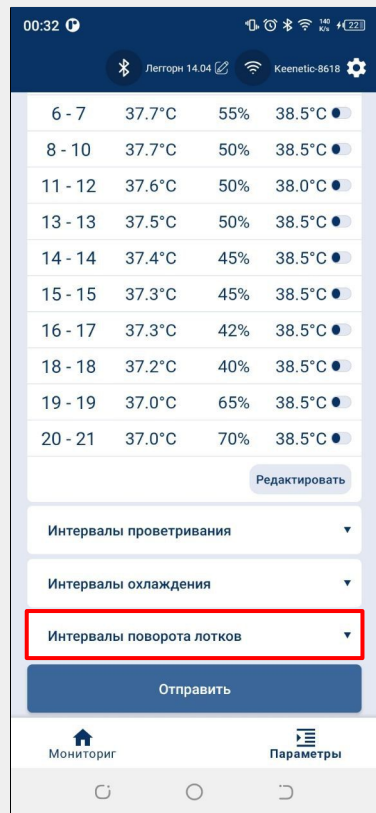 00:32 140 K/s 22
Леггорн 14.04 Keenetic-8618
6 - 7 37.7°C 55% 38.5°C
8 - 10 37.7°C 50% 38.5°C
11 - 12 37.6°C 50% 38.0°C
13 - 13 37.5°C 50% 38.5°C
14 - 14 37.4°C 45% 38.5°C
15 - 15 37.3°C 45% 38.5°C
16 - 17 37.3°C 42% 38.5°C
18 - 18 37.2°C 40% 38.5°C
19 - 19 37.0°C 65% 38.5°C
20 - 21 37.0°C 70% 38.5°C
Редактировать
Интервалы проветривания
Интервалы охлаждения
Интервалы поворота лотков
Отправить
Мониториг Параметры